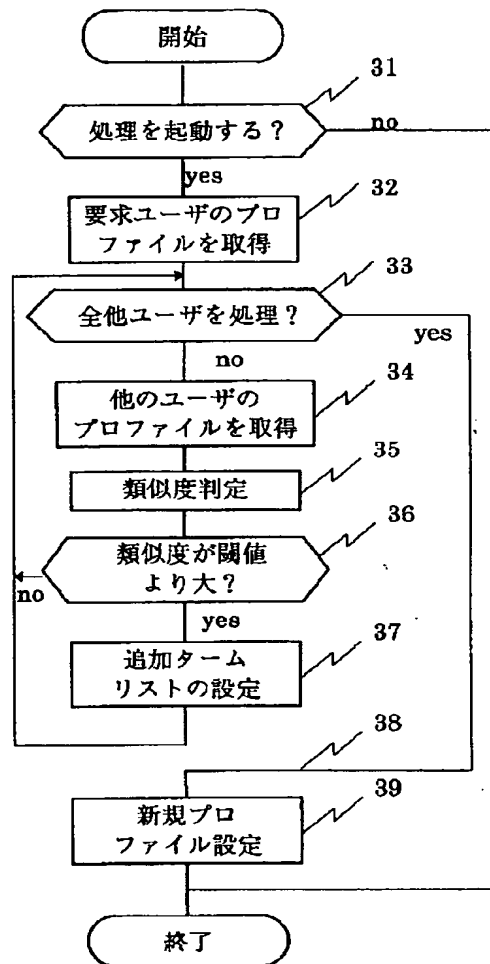 開始
31
処理を起動する?
no
yes
32
要求ユーザのプロ
ファイルを取得
33
全他ユーザを処理?
yes
no
34
他のユーザの
プロファイルを取得
35
類似度判定
36
類似度が閾値
より大?
no
yes
37
追加ターム
リストの設定
38
39
新規プロ
ファイル設定
終了